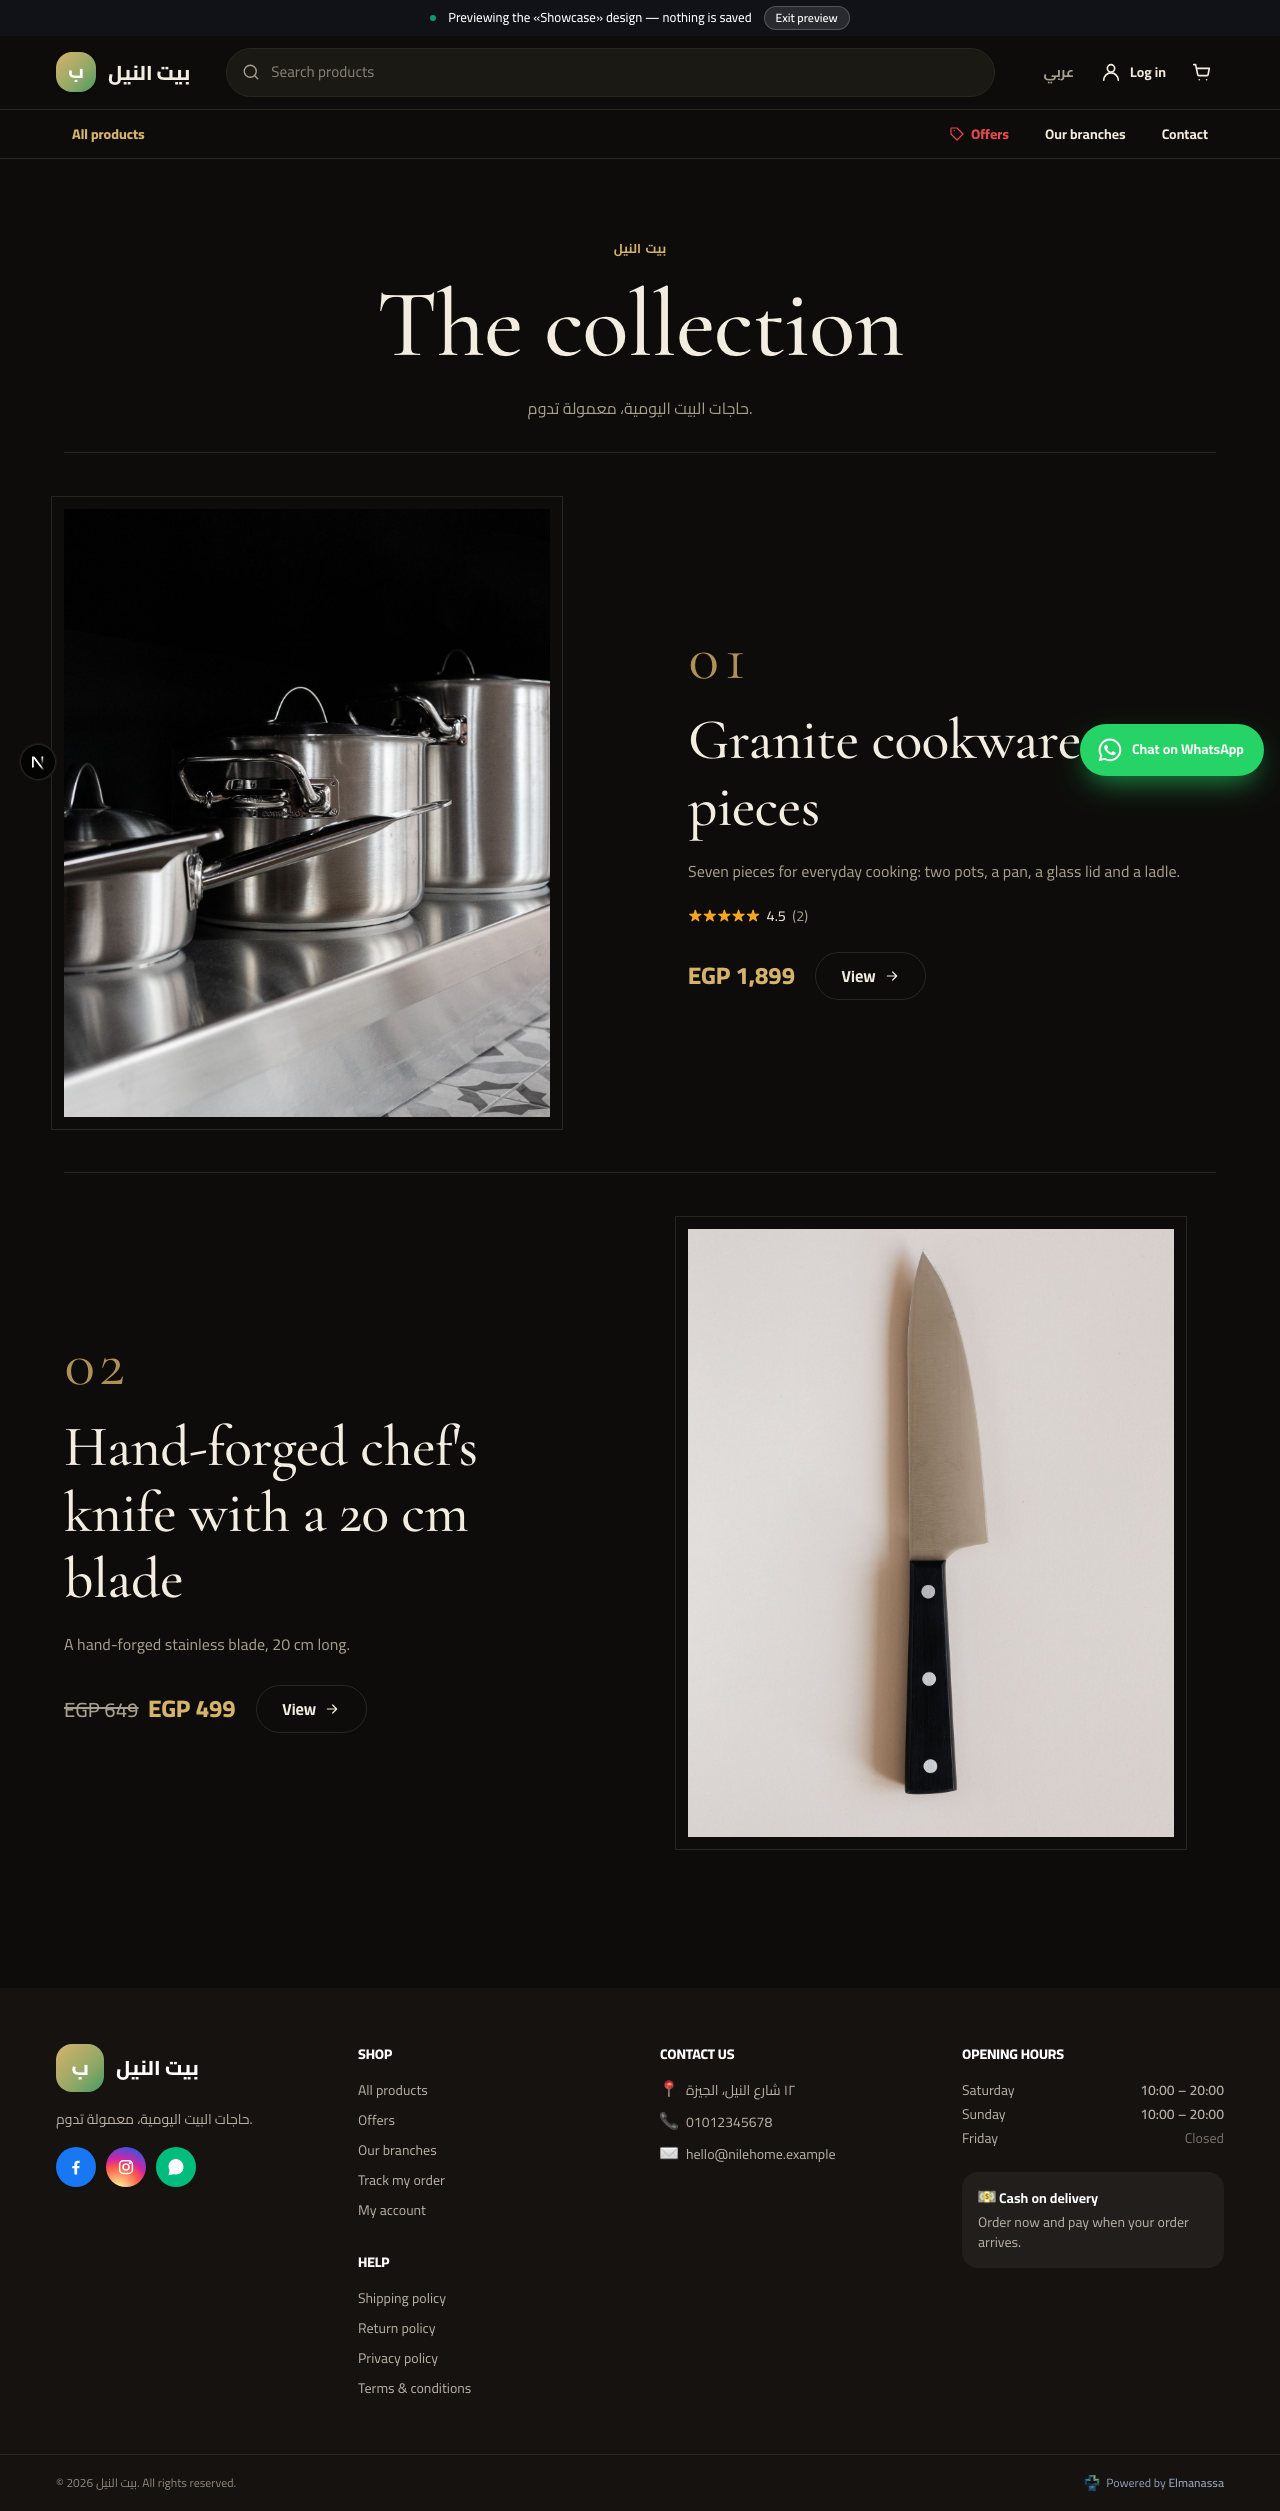 Previewing the «Showcase» design — nothing is saved
Exit preview
ب
بيت النيل
Search products
عربي
Log in
All products
Offers
Our branches
Contact
بيت النيل
The collection
حاجات البيت اليومية، معمولة تدوم.
01
Granite cookware
pieces
Chat on WhatsApp
Seven pieces for everyday cooking: two pots, a pan, a glass lid and a ladle.
4.5 (2)
EGP 1,899
View
02
Hand-forged chef's
knife with a 20 cm
blade
A hand-forged stainless blade, 20 cm long.
EGP 649 EGP 499
View
ب
بيت النيل
حاجات البيت اليومية، معمولة تدوم.
SHOP
All products
Offers
Our branches
Track my order
My account
HELP
Shipping policy
Return policy
Privacy policy
Terms & conditions
CONTACT US
١٢ شارع النيل، الجيزة
01012345678
hello@nilehome.example
OPENING HOURS
Saturday 10:00 – 20:00
Sunday 10:00 – 20:00
Friday Closed
Cash on delivery
Order now and pay when your order
arrives.
© 2026 بيت النيل. All rights reserved.
Powered by Elmanassa